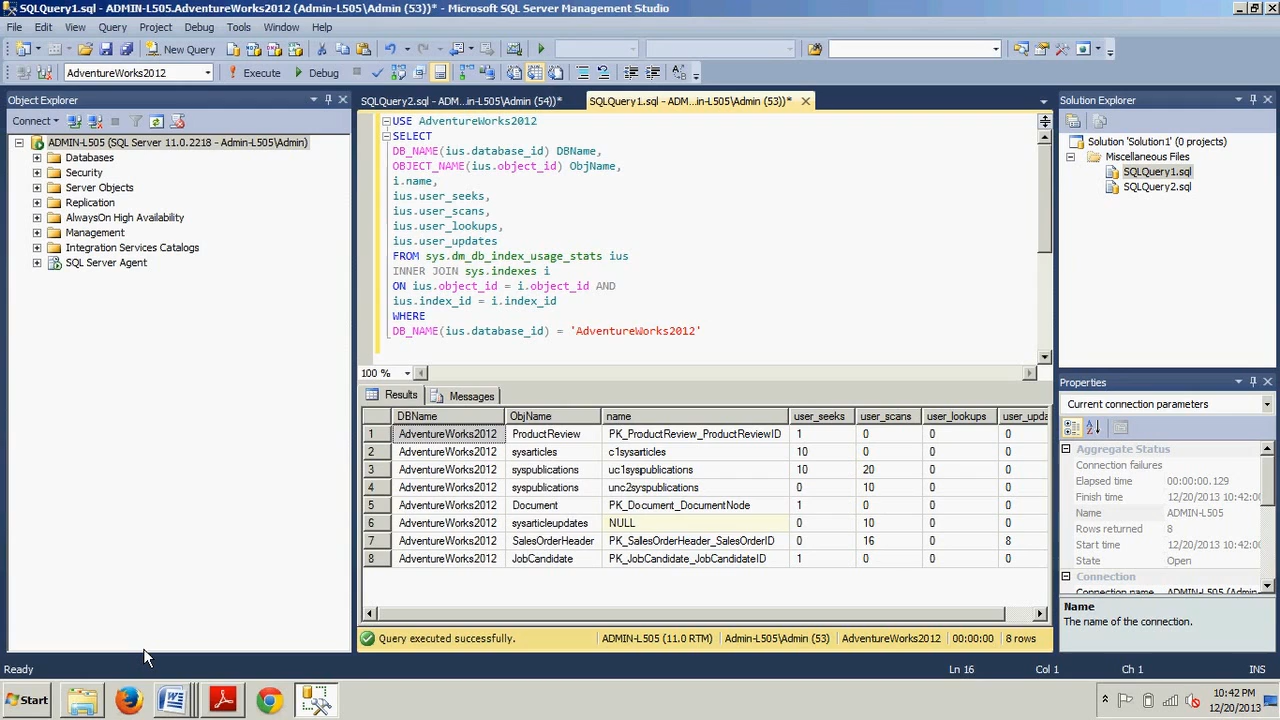 SQLQuery1.sql - ADMIN-L505.AdventureWorks2012 (Admin-L505\Admin (53))* - Microsoft SQL Server Management Studio
File Edit View Query Project Debug Tools Window Help
New Query
AdventureWorks2012 Execute Debug
Object Explorer
Connect
ADMIN-L505 (SQL Server 11.0.2218 - Admin-L505\Admin)
Databases
Security
Server Objects
Replication
AlwaysOn High Availability
Management
Integration Services Catalogs
SQL Server Agent
SQLQuery2.sql - ADM...in-L505\Admin (54))* SQLQuery1.sql - ADM...in-L505\Admin (53))*
USE AdventureWorks2012
SELECT
DB_NAME(ius.database_id) DBName,
OBJECT_NAME(ius.object_id) ObjName,
i.name,
ius.user_seeks,
ius.user_scans,
ius.user_lookups,
ius.user_updates
FROM sys.dm_db_index_usage_stats ius
INNER JOIN sys.indexes i
ON ius.object_id = i.object_id AND
ius.index_id = i.index_id
WHERE
DB_NAME(ius.database_id) = 'AdventureWorks2012'
100 %
Results Messages
DBName ObjName name user_seeks user_scans user_lookups user_upda
1 AdventureWorks2012 ProductReview PK_ProductReview_ProductReviewID 1 0 0 0
2 AdventureWorks2012 sysarticles c1sysarticles 10 0 0 0
3 AdventureWorks2012 syspublications uc1syspublications 10 20 0 0
4 AdventureWorks2012 syspublications unc2syspublications 0 10 0 0
5 AdventureWorks2012 Document PK_Document_DocumentNode 1 0 0 0
6 AdventureWorks2012 sysarticleupdates NULL 0 10 0 0
7 AdventureWorks2012 SalesOrderHeader PK_SalesOrderHeader_SalesOrderID 0 16 0 8
8 AdventureWorks2012 JobCandidate PK_JobCandidate_JobCandidateID 1 0 0 0
Query executed successfully. ADMIN-L505 (11.0 RTM) Admin-L505\Admin (53) AdventureWorks2012 00:00:00 8 rows
Solution Explorer
Solution 'Solution1' (0 projects)
Miscellaneous Files
SQLQuery1.sql
SQLQuery2.sql
Properties
Current connection parameters
Aggregate Status
Connection failures
Elapsed time 00:00:00.129
Finish time 12/20/2013 10:42:00
Name ADMIN-L505
Rows returned 8
Start time 12/20/2013 10:42:00
State Open
Connection
Connection name ADMIN-L505 (Admin
Name
The name of the connection.
Ready Ln 16 Col 1 Ch 1 INS
Start 10:42 PM
12/20/2013